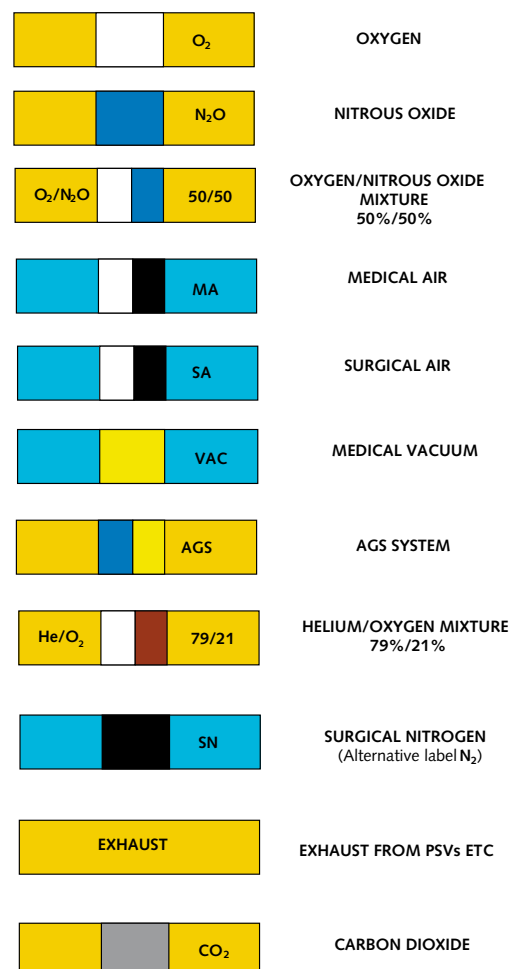 O₂ OXYGEN
N₂O NITROUS OXIDE
O₂/N₂O 50/50 OXYGEN/NITROUS OXIDE
MIXTURE
50%/50%
MA MEDICAL AIR
SA SURGICAL AIR
VAC MEDICAL VACUUM
AGS AGS SYSTEM
He/O₂ 79/21 HELIUM/OXYGEN MIXTURE
79%/21%
SN SURGICAL NITROGEN
(Alternative label N₂)
EXHAUST EXHAUST FROM PSVs ETC
CO₂ CARBON DIOXIDE